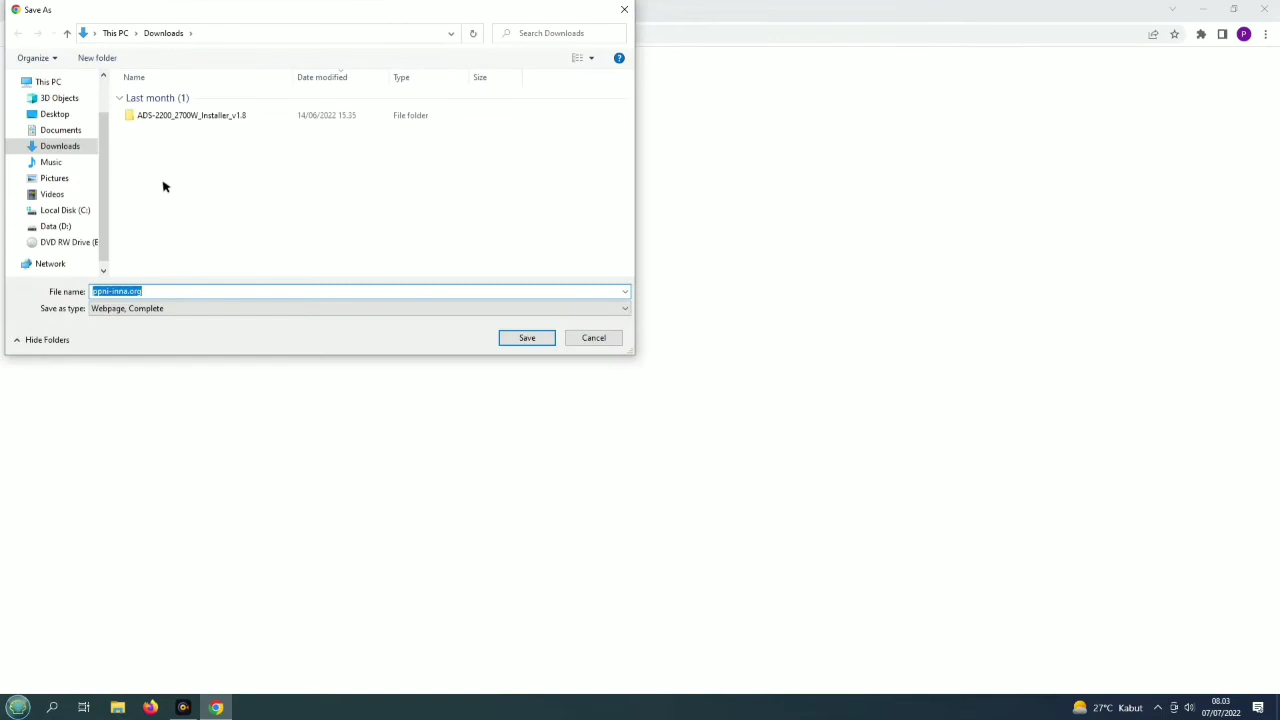 Save As
This PC
Downloads
Search Downloads
Organize
New folder
This PC
3D Objects
Desktop
Documents
Downloads
Music
Pictures
Videos
Local Disk (C:)
Data (D:)
DVD RW Drive (E
Network
Name Date modified Type Size
Last month (1)
ADS-2200_2700W_Installer_v1.8 14/06/2022 15.35 File folder
File name: ppni-inna.org
Save as type: Webpage, Complete
Hide Folders
Save
Cancel
P
27°C Kabut
08.03
07/07/2022